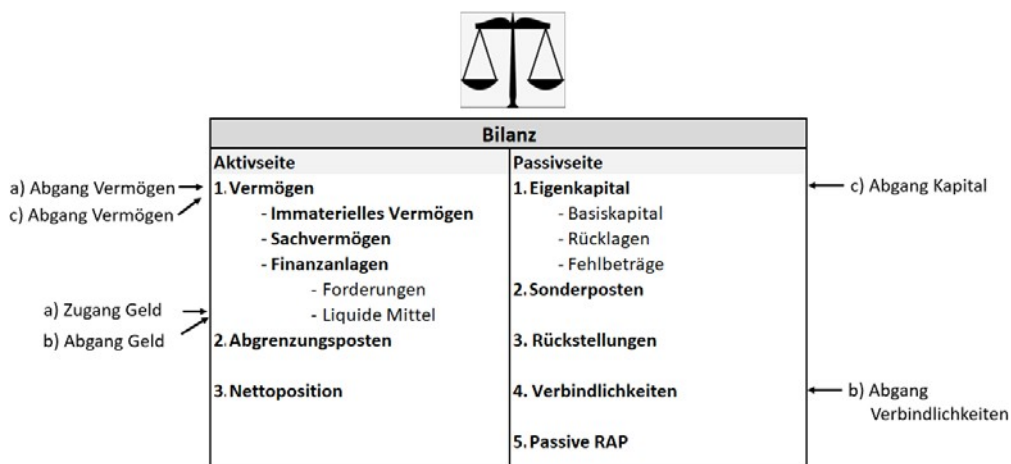 Bilanz
Aktivseite
Passivseite
a) Abgang Vermögen
c) Abgang Vermögen
1. Vermögen
- Immaterielles Vermögen
- Sachvermögen
- Finanzanlagen
- Forderungen
- Liquide Mittel
a) Zugang Geld
b) Abgang Geld
2. Abgrenzungsposten
3. Nettoposition
1. Eigenkapital
- Basiskapital
- Rücklagen
- Fehlbeträge
2. Sonderposten
3. Rückstellungen
4. Verbindlichkeiten
5. Passive RAP
c) Abgang Kapital
b) Abgang
Verbindlichkeiten